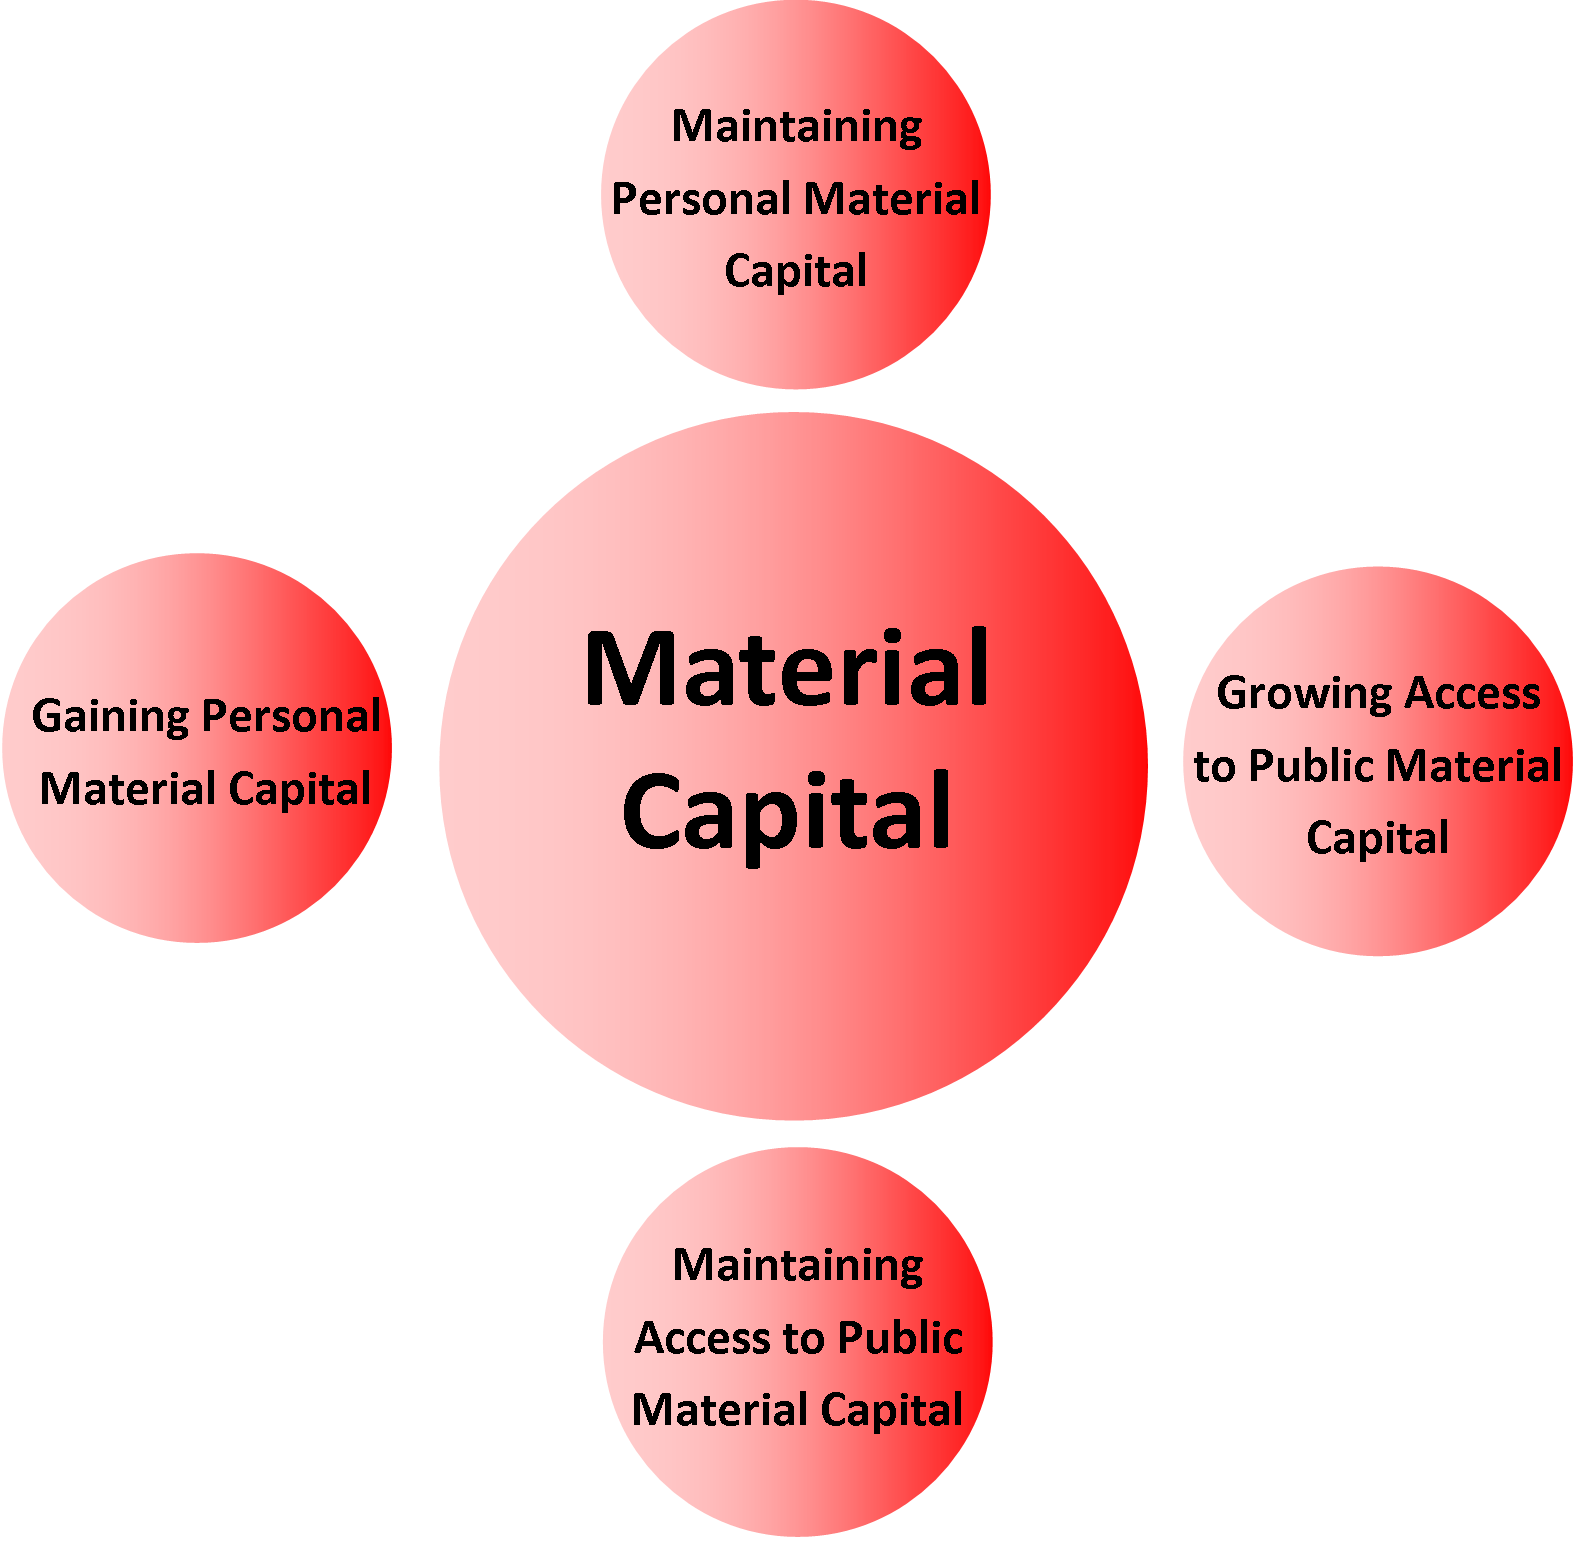 Maintaining
Personal Material
Capital
Gaining Personal
Material Capital
Material
Capital
Growing Access
to Public Material
Capital
Maintaining
Access to Public
Material Capital